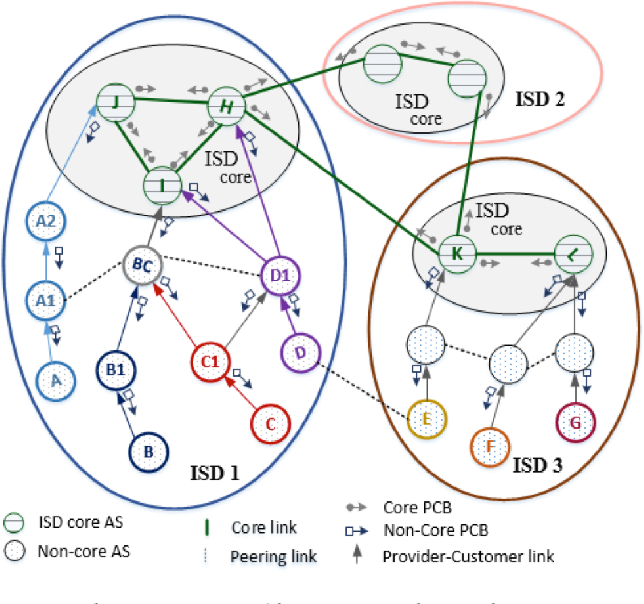 J
H
ISD
core
I
ISD
core
ISD 2
A2
BC
D1
ISD
core
K
L
A1
A
B1
C1
D
B
C
E
F
G
ISD 1
ISD 3
ISD core AS
Non-core AS
Core link
Peering link
Core PCB
Non-Core PCB
Provider-Customer link